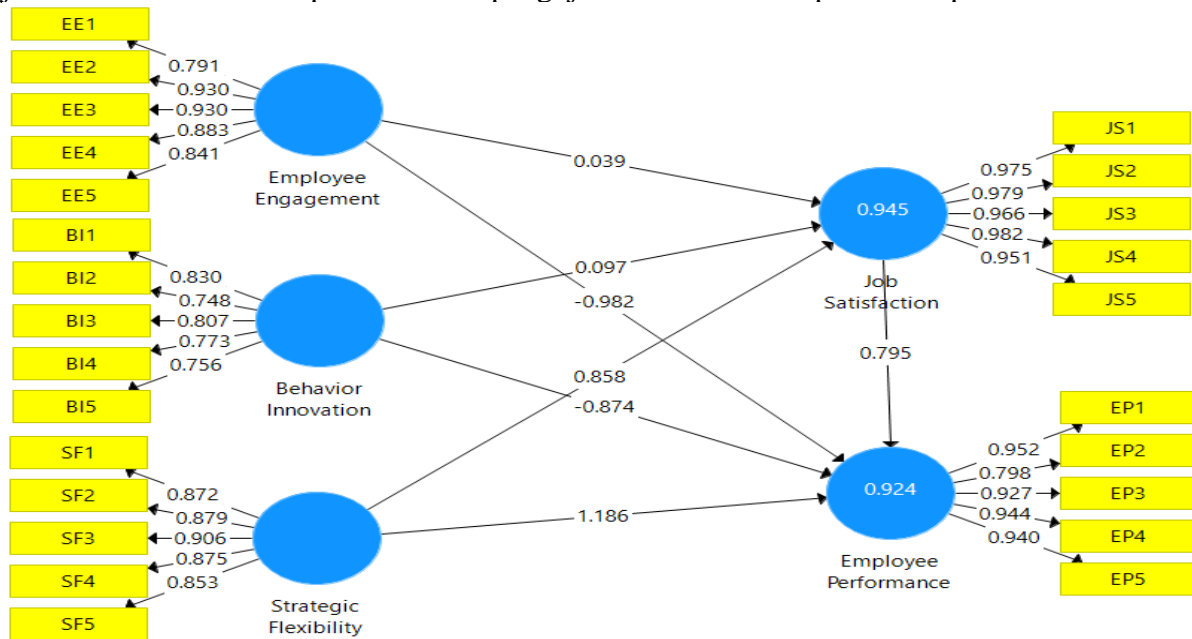 EE1
EE2
EE3
EE4
EE5
0.791
0.930
0.930
0.883
0.841
Employee
Engagement
BI1
BI2
BI3
BI4
BI5
0.830
0.748
0.807
0.773
0.756
Behavior
Innovation
SF1
SF2
SF3
SF4
SF5
0.872
0.879
0.906
0.875
0.853
Strategic
Flexibility
0.039
0.097
-0.982
0.858
-0.874
1.186
0.945
Job
Satisfaction
0.795
0.975
0.979
0.966
0.982
0.951
JS1
JS2
JS3
JS4
JS5
0.924
Employee
Performance
0.952
0.798
0.927
0.944
0.940
EP1
EP2
EP3
EP4
EP5